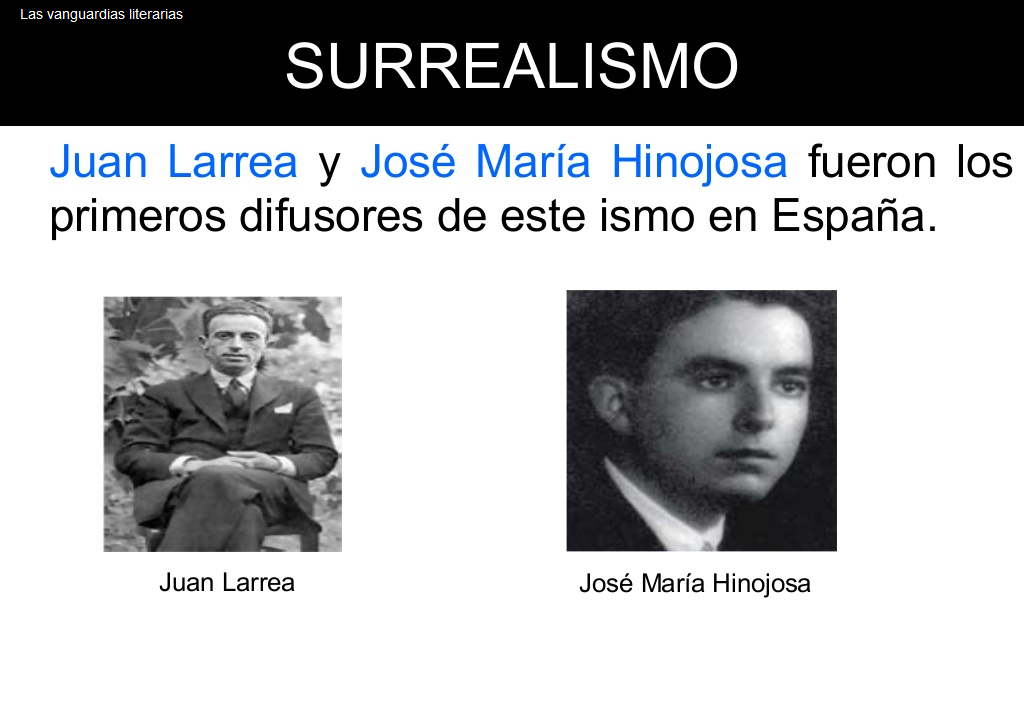 Las vanguardias literarias
SURREALISMO
Juan Larrea y José María Hinojosa fueron los
primeros difusores de este ismo en España.
Juan Larrea
José María Hinojosa